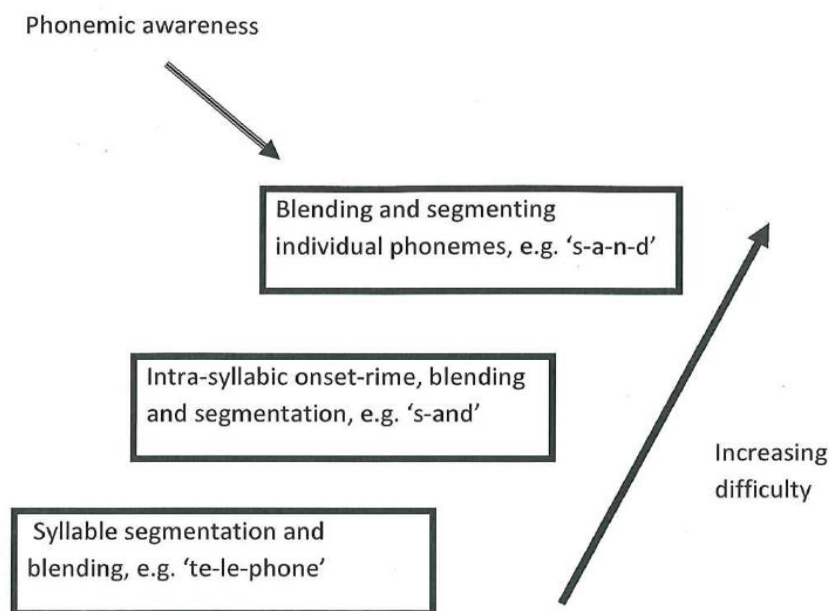 Phonemic awareness
Blending and segmenting
individual phonemes, e.g. ‘s-a-n-d’
Intra-syllabic onset-rime, blending
and segmentation, e.g. ‘s-and’
Increasing
difficulty
Syllable segmentation and
blending, e.g. ‘te-le-phone’